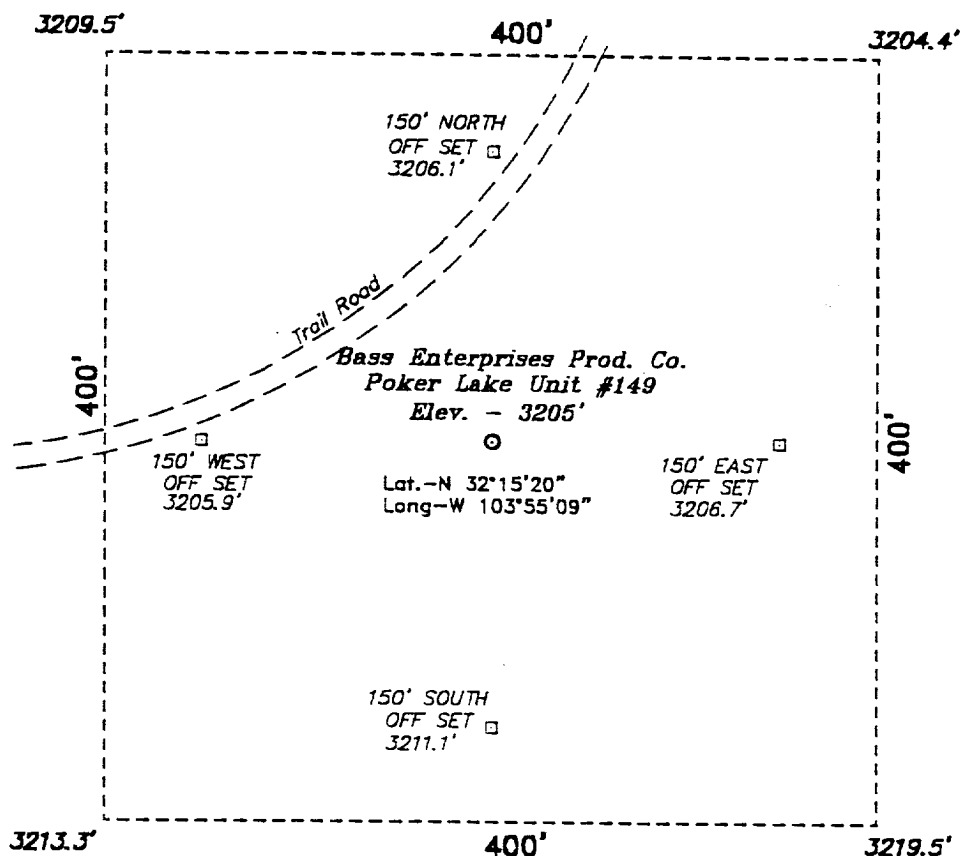 3209.5'
400'
3204.4'
150' NORTH
OFF SET
3206.1'
Trail Road
Bass Enterprises Prod. Co.
Poker Lake Unit #149
Elev. - 3205'
400'
400'
150' WEST
OFF SET
3205.9'
Lat.-N 32°15'20"
Long-W 103°55'09"
150' EAST
OFF SET
3206.7'
150' SOUTH
OFF SET
3211.1'
3213.3'
400'
3219.5'